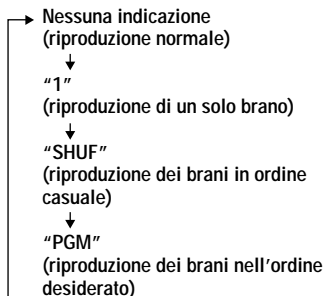 Nessuna indicazione
(riproduzione normale)
“1”
(riproduzione di un solo brano)
“SHUF”
(riproduzione dei brani in ordine
casuale)
“PGM”
(riproduzione dei brani nell’ordine
desiderato)